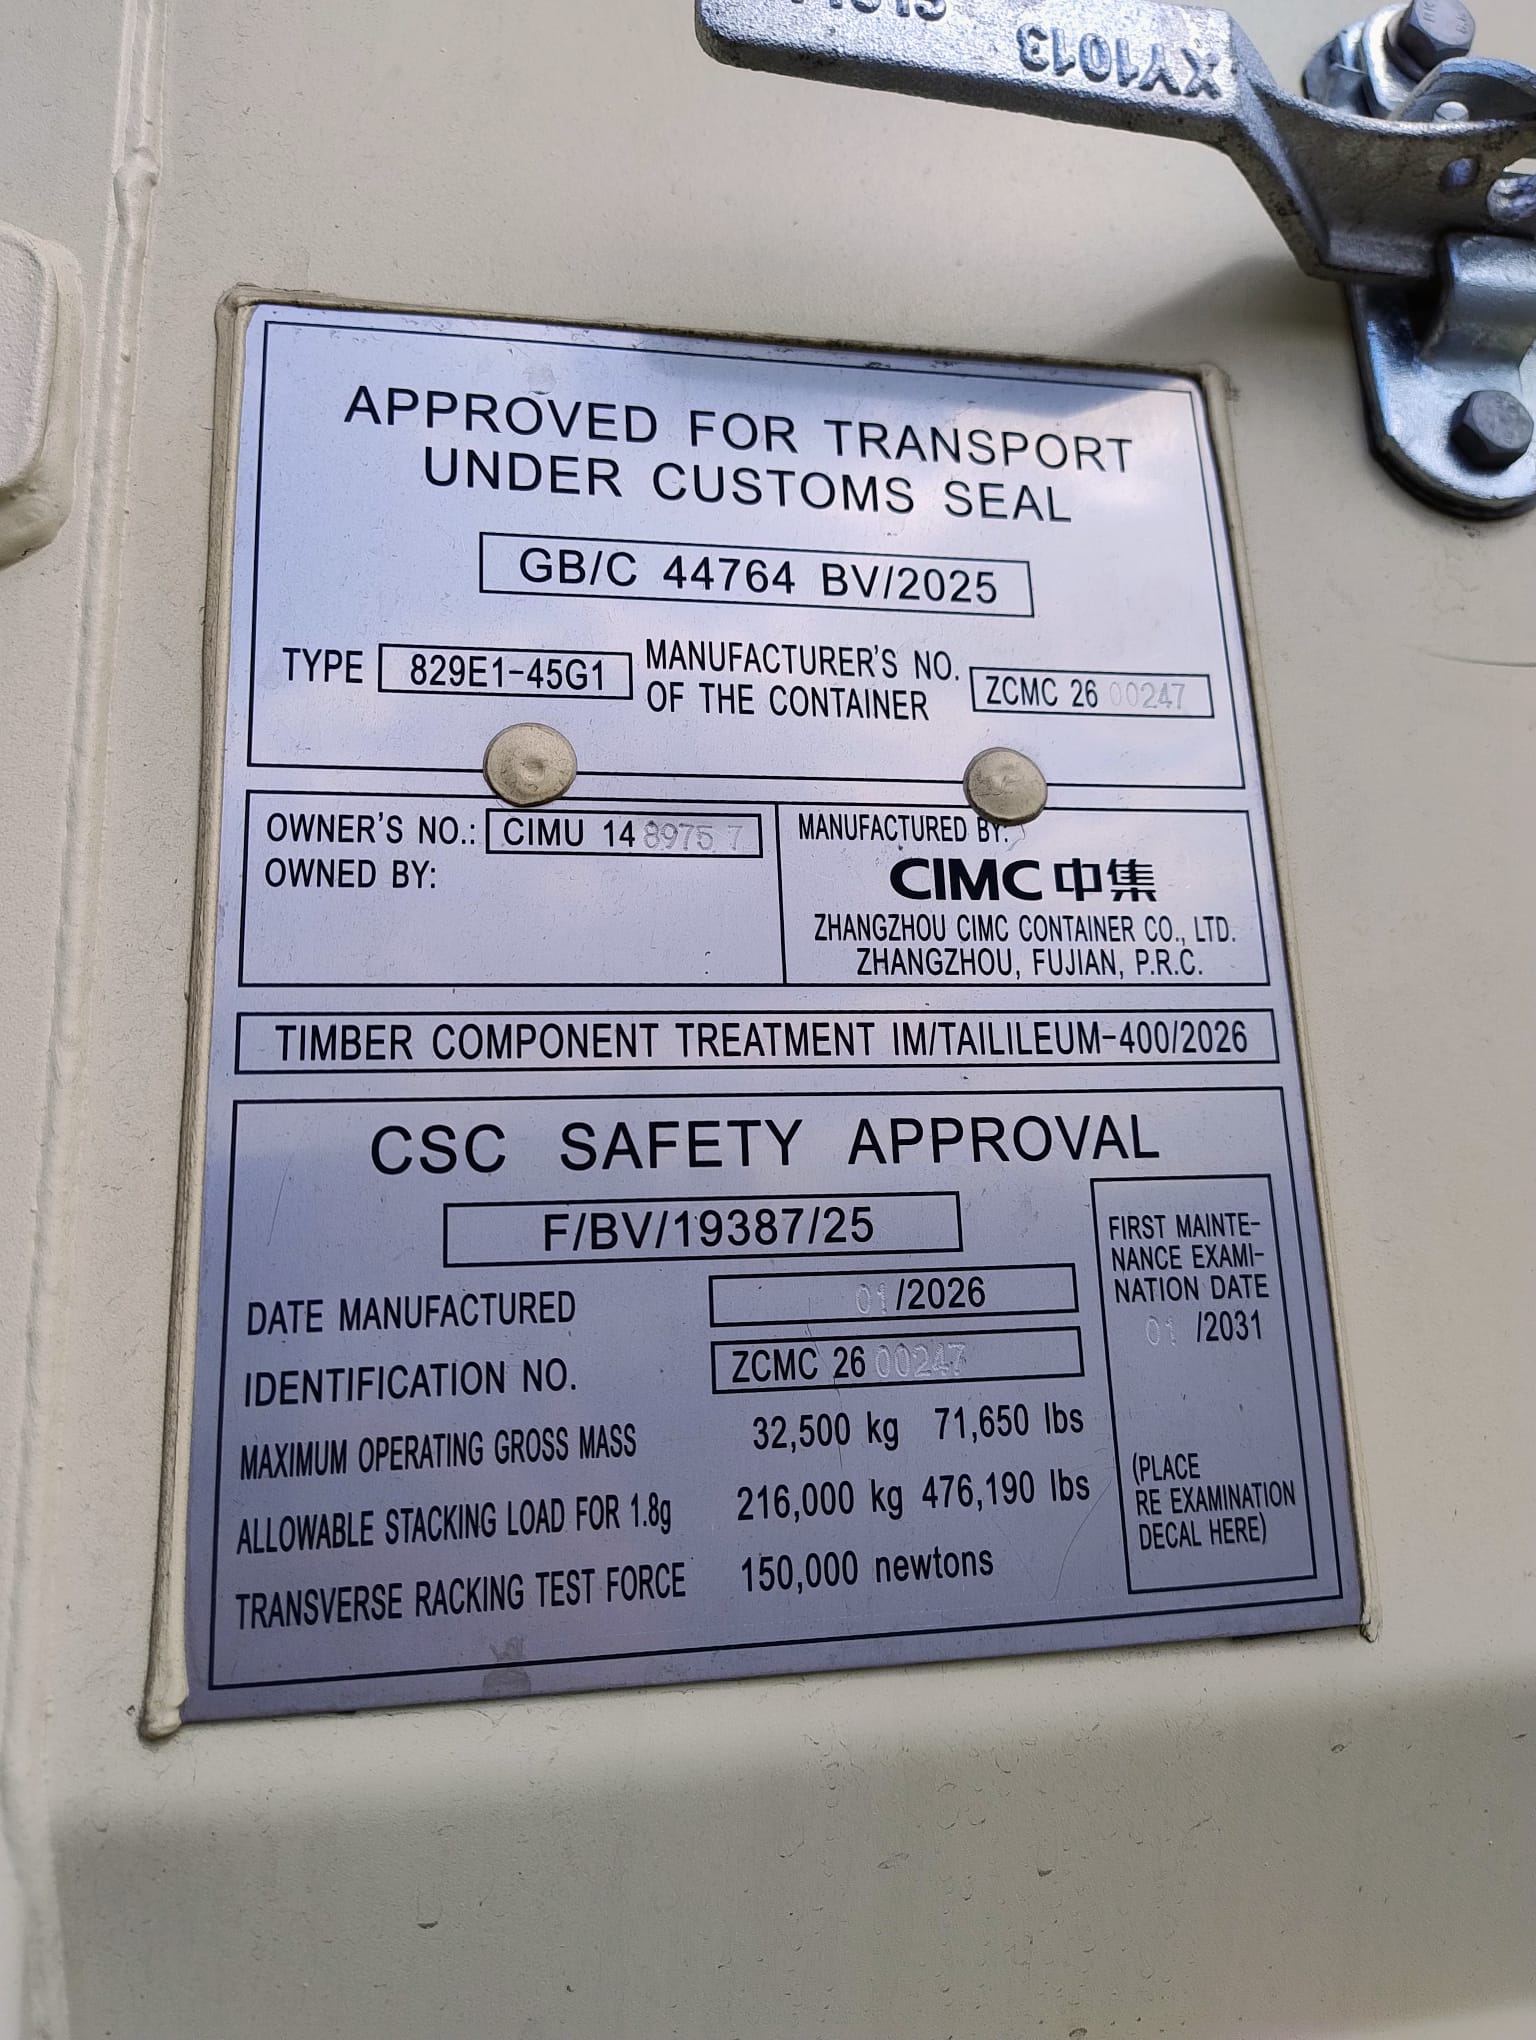 XY1013
APPROVED FOR TRANSPORT
UNDER CUSTOMS SEAL
GB/C 44764 BV/2025
TYPE 829E1-45G1
MANUFACTURER'S NO.
OF THE CONTAINER
ZCMC 26 00247
OWNER'S NO.: CIMU 14 8975 7
OWNED BY:
MANUFACTURED BY:
CIMC 中集
ZHANGZHOU CIMC CONTAINER CO., LTD.
ZHANGZHOU, FUJIAN, P.R.C.
TIMBER COMPONENT TREATMENT IM/TAILILEUM-400/2026
CSC SAFETY APPROVAL
F/BV/19387/25
DATE MANUFACTURED 01/2026
IDENTIFICATION NO. ZCMC 26 00247
MAXIMUM OPERATING GROSS MASS 32,500 kg 71,650 lbs
ALLOWABLE STACKING LOAD FOR 1.8g 216,000 kg 476,190 lbs
TRANSVERSE RACKING TEST FORCE 150,000 newtons
FIRST MAINTE-
NANCE EXAMI-
NATION DATE
01 /2031
(PLACE
RE EXAMINATION
DECAL HERE)